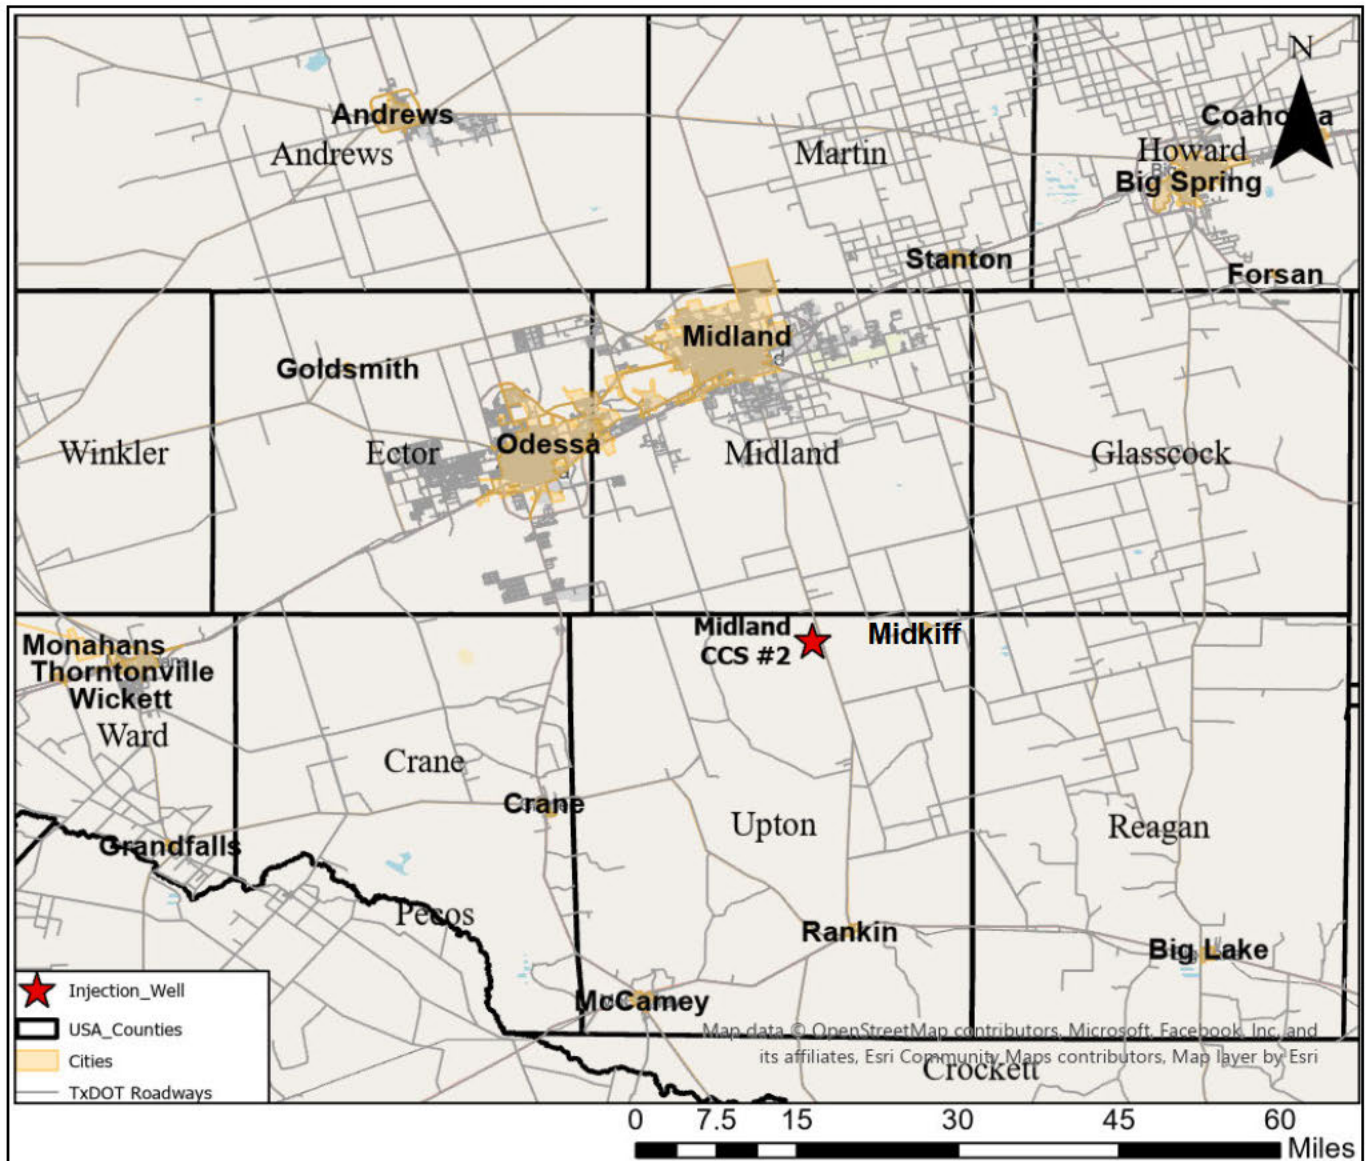 N
Andrews
Coaho a
Andrews
Martin
Howard
Big Spring
Stanton
Forsan
Midland
Goldsmith
Odessa
Winkler
Ector
Midland
Glasscock
Midland
CCS #2
Midkiff
Monahans
Thorntonville
Wickett
Ward
Crane
Crane
Upton
Reagan
Grandfalls
Pecos
Rankin
Big Lake
McCamey
Injection_Well
USA_Counties
Cities
TxDOT Roadways
Map data © OpenStreetMap contributors, Microsoft, Facebook, Inc. and
its affiliates, Esri Community Maps contributors, Map layer by Esri
Crockett
0 7.5 15 30 45 60
Miles